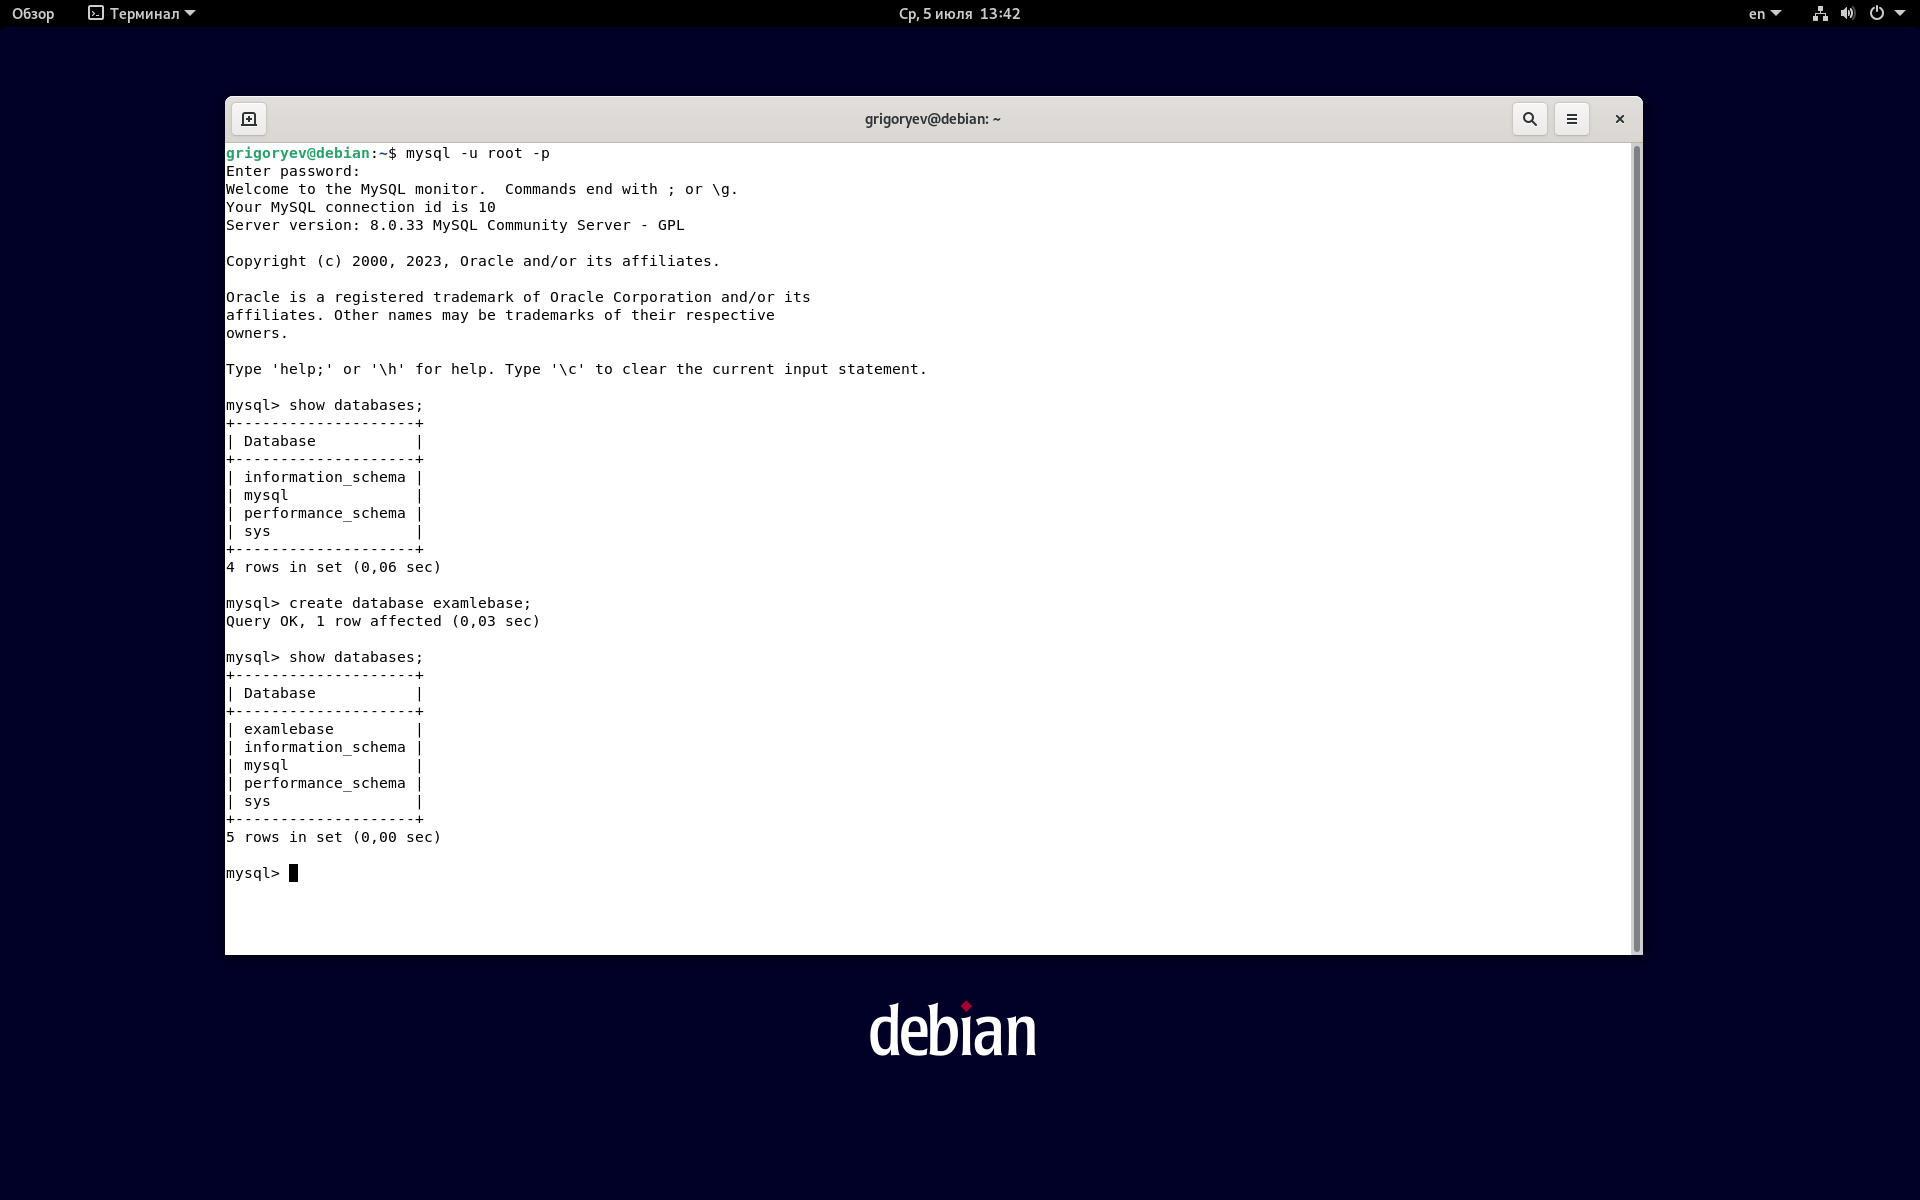 Обзор Терминал Ср, 5 июля 13:42 en
grigoryev@debian: ~
grigoryev@debian:~$ mysql -u root -p
Enter password:
Welcome to the MySQL monitor.  Commands end with ; or \g.
Your MySQL connection id is 10
Server version: 8.0.33 MySQL Community Server - GPL

Copyright (c) 2000, 2023, Oracle and/or its affiliates.

Oracle is a registered trademark of Oracle Corporation and/or its
affiliates. Other names may be trademarks of their respective
owners.

Type 'help;' or '\h' for help. Type '\c' to clear the current input statement.

mysql> show databases;
+--------------------+
| Database           |
+--------------------+
| information_schema |
| mysql              |
| performance_schema |
| sys                |
+--------------------+
4 rows in set (0,06 sec)

mysql> create database examlebase;
Query OK, 1 row affected (0,03 sec)

mysql> show databases;
+--------------------+
| Database           |
+--------------------+
| examlebase         |
| information_schema |
| mysql              |
| performance_schema |
| sys                |
+--------------------+
5 rows in set (0,00 sec)

mysql>
debian